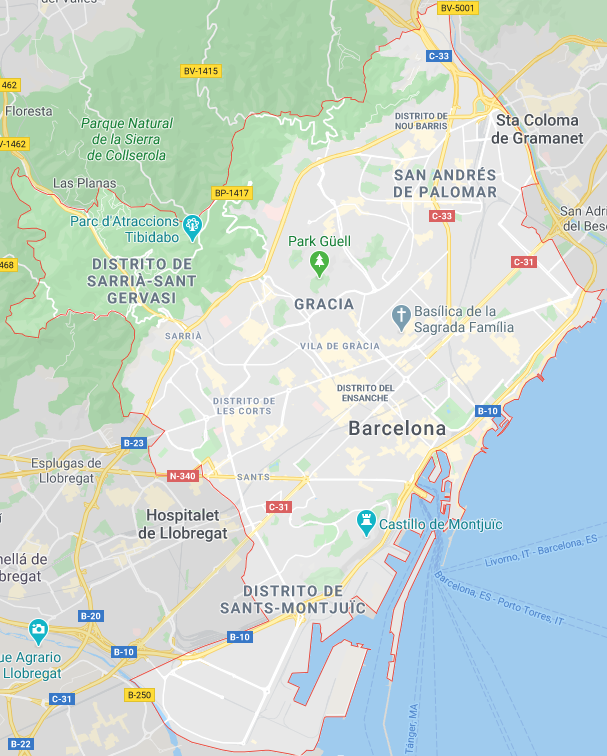 del Valles
BV-5001
C-33
BV-1415
462
Floresta
DISTRITO DE
NOU BARRIS
Sta Coloma
de Gramanet
Parque Natural
de la Sierra
de Collserola
V-1462
Las Planas
SAN ANDRÉS
DE PALOMAR
BP-1417
C-33
San Adri
del Bes
Parc d'Atraccions
Tibidabo
Park Güell
468
DISTRITO DE
SARRIÀ-SANT
GERVASI
C-31
GRACIA
Basílica de la
Sagrada Família
SARRIÀ
VILA DE GRÀCIA
DISTRITO DE
LES CORTS
DISTRITO DEL
ENSANCHE
B-10
Barcelona
B-23
Esplugas de
Llobregat
N-340
SANTS
C-31
Hospitalet
de Llobregat
Castillo de Montjuïc
Livorno, IT - Barcelona, ES
nellá de
bregat
Barcelona, ES - Porto Torres, IT
DISTRITO DE
SANTS-MONTJUIC
B-20
B-10
B-10
ue Agrario
Llobregat
B-250
C-31
Tánger, MA
B-22